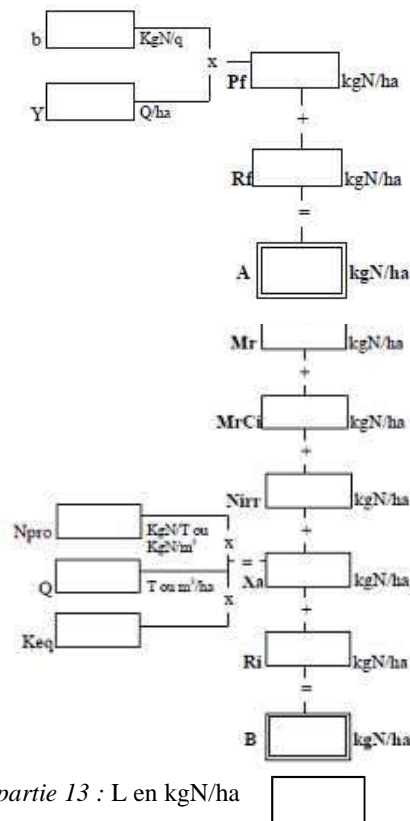 b KgN/q
x Pf kgN/ha
Y Q/ha
+
Rf kgN/ha
=
A kgN/ha
Mr kgN/ha
+
MrCi kgN/ha
+
Nirr kgN/ha
Npro KgN/T ou
KgN/m³
x +
Q T ou m³/ha = Xa kgN/ha
x +
Keq
Ri kgN/ha
=
B kgN/ha
partie 13 : L en kgN/ha